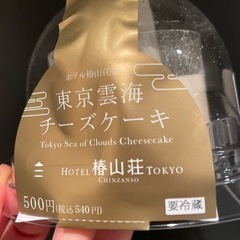 ホテル椿山荘
東京雲海
チーズケーキ
Tokyo Sea of Clouds Cheesecake
HOTEL 椿山荘 TOKYO
CHINZANSO
500円(税込540円)
要冷蔵